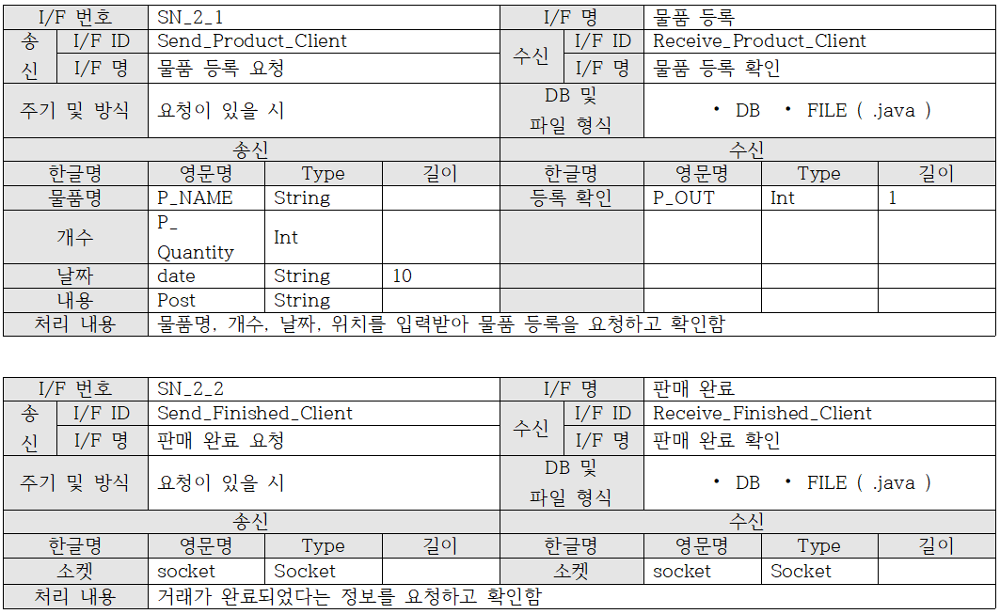 I/F 번호 SN_2_1 I/F 명 물품 등록
송신 I/F ID Send_Product_Client 수신 I/F ID Receive_Product_Client
I/F 명 물품 등록 요청 I/F 명 물품 등록 확인
주기 및 방식 요청이 있을 시 DB 및
파일 형식 • DB • FILE ( .java )
송신 수신
한글명 영문명 Type 길이 한글명 영문명 Type 길이
물품명 P_NAME String 등록 확인 P_OUT Int 1
개수 P_
Quantity Int
날짜 date String 10
내용 Post String
처리 내용 물품명, 개수, 날짜, 위치를 입력받아 물품 등록을 요청하고 확인함
I/F 번호 SN_2_2 I/F 명 판매 완료
송신 I/F ID Send_Finished_Client 수신 I/F ID Receive_Finished_Client
I/F 명 판매 완료 요청 I/F 명 판매 완료 확인
주기 및 방식 요청이 있을 시 DB 및
파일 형식 • DB • FILE ( .java )
송신 수신
한글명 영문명 Type 길이 한글명 영문명 Type 길이
소켓 socket Socket 소켓 socket Socket
처리 내용 거래가 완료되었다는 정보를 요청하고 확인함